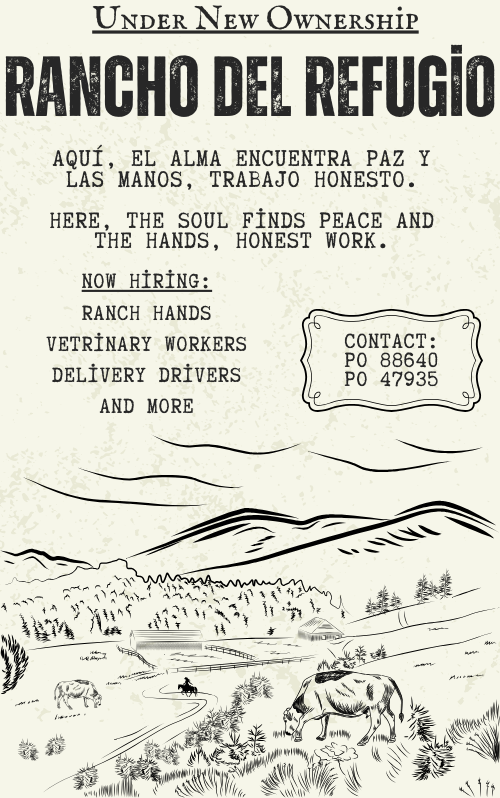 Under New Ownership
RANCHO DEL REFUGIO
AQUÍ, EL ALMA ENCUENTRA PAZ Y
LAS MANOS, TRABAJO HONESTO.
HERE, THE SOUL FINDS PEACE AND
THE HANDS, HONEST WORK.
NOW HIRING:
RANCH HANDS
VETRINARY WORKERS
DELIVERY DRIVERS
AND MORE
CONTACT:
PO 88640
PO 47935